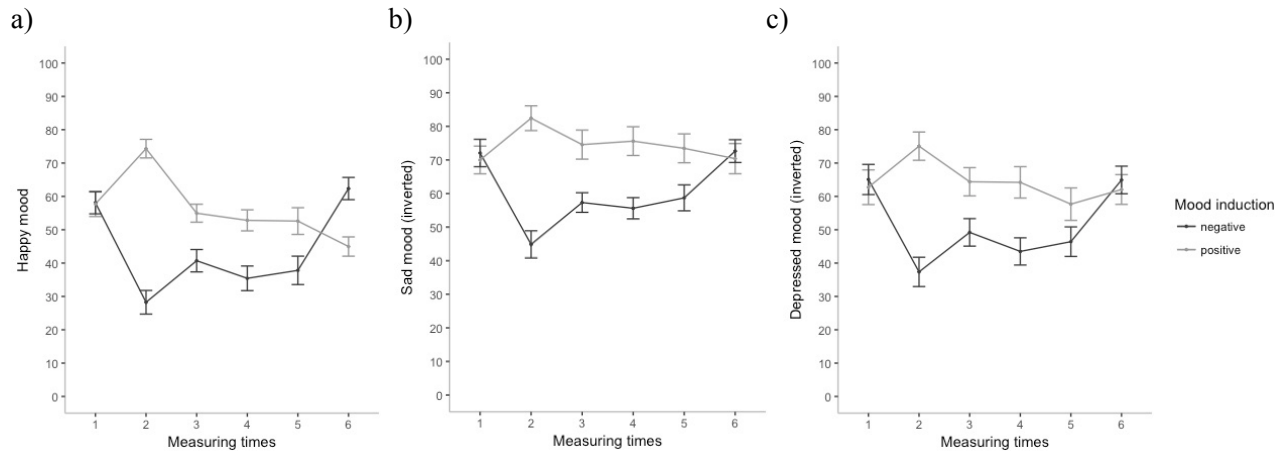 a)
100
90
80
70
60
50
40
30
20
10
0
Happy mood
1 2 3 4 5 6
Measuring times
b)
100
90
80
70
60
50
40
30
20
10
0
Sad mood (inverted)
1 2 3 4 5 6
Measuring times
c)
100
90
80
70
60
50
40
30
20
10
0
Depressed mood (inverted)
1 2 3 4 5 6
Measuring times
Mood induction
negative
positive